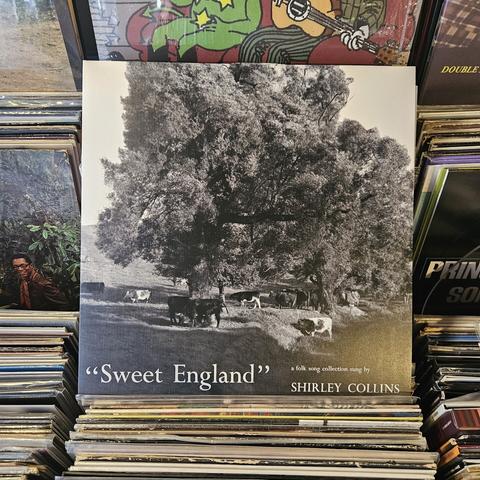 DOUBLE
PRIN
SO
“Sweet England”
a folk song collection sung by
SHIRLEY COLLINS